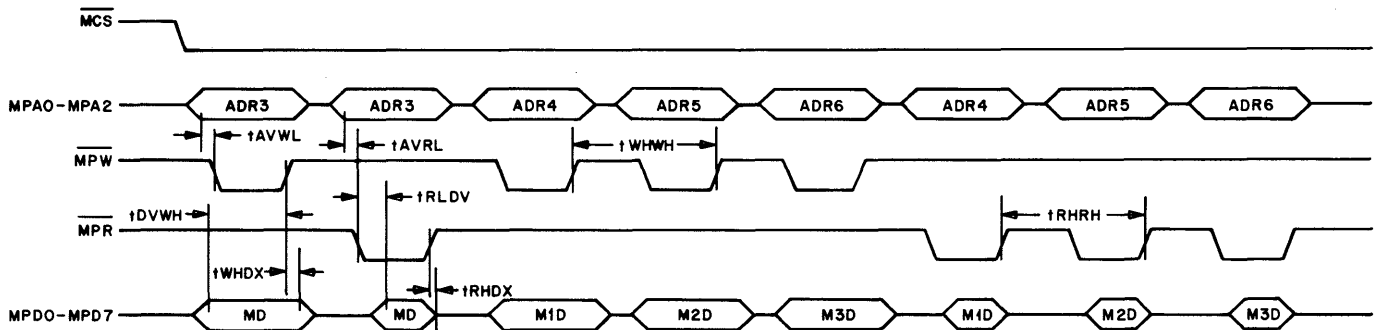 MCS
MPA0-MPA2 ADR3 ADR3 ADR4 ADR5 ADR6 ADR4 ADR5 ADR6
tAVWL
tAVRL
tWHWH
MPW
tRLDV
tDVWH
tRHRH
MPR
tWHDX
tRHDX
MPD0-MPD7 MD MD M1D M2D M3D M1D M2D M3D